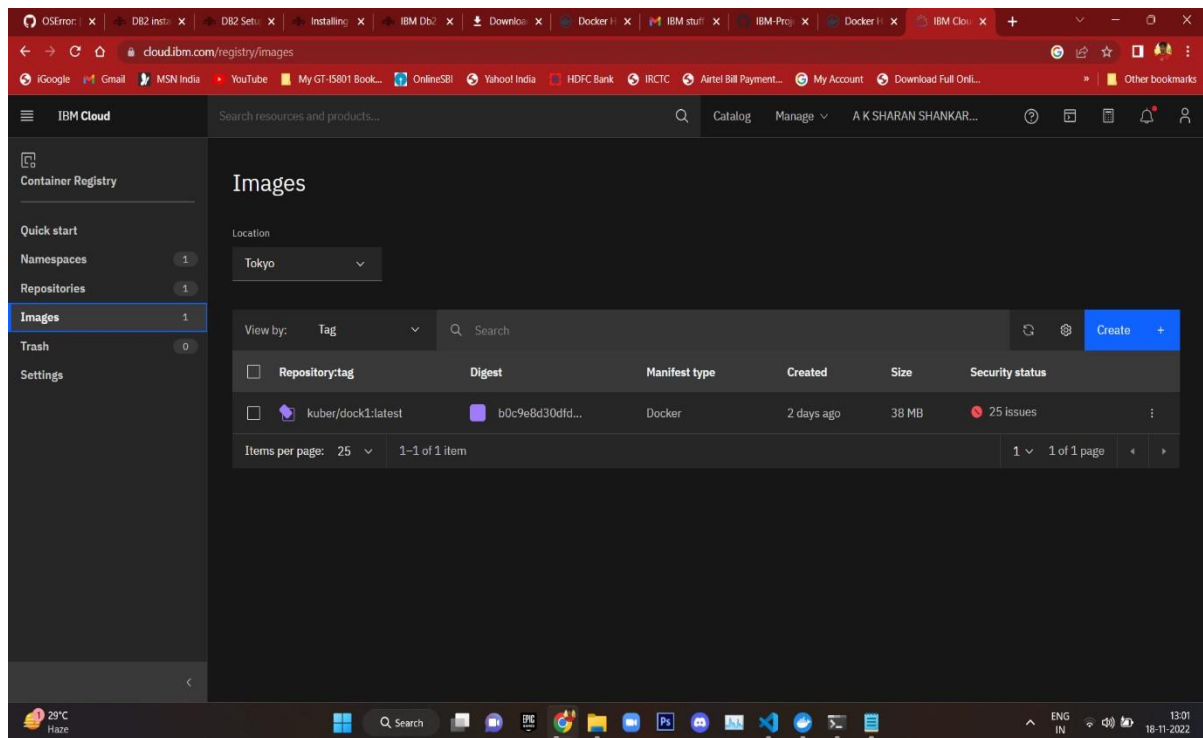 OSError: [
DB2 insta
DB2 Setu
Installing
IBM Db2
Downloa
Docker H
IBM stuff
IBM-Proj
Docker H
IBM Clou
cloud.ibm.com/registry/images
iGoogle
Gmail
MSN India
YouTube
My GT-I5801 Book...
OnlineSBI
Yahoo! India
HDFC Bank
IRCTC
Airtel Bill Payment...
My Account
Download Full Onli...
»
Other bookmarks
IBM Cloud
Search resources and products...
Catalog
Manage
A K SHARAN SHANKAR...
Container Registry
Quick start
Namespaces 1
Repositories 1
Images 1
Trash 0
Settings
Images
Location
Tokyo
View by: Tag
Search
Create +
Repository:tag Digest Manifest type Created Size Security status
kuber/dock1:latest b0c9e8d30dfd... Docker 2 days ago 38 MB 25 issues
Items per page: 25 1–1 of 1 item 1 1 of 1 page
1
29°C
Haze
Search
EPIC
Ps
ENG
IN
13:01
18-11-2022